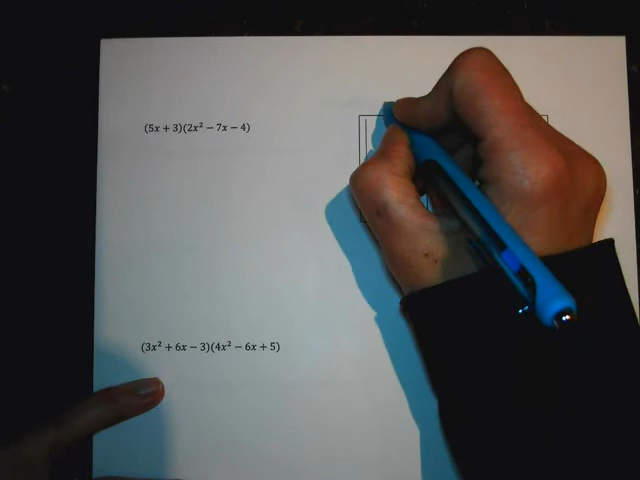 (5x + 3)(2x² − 7x − 4)
(3x² + 6x − 3)(4x² − 6x + 5)